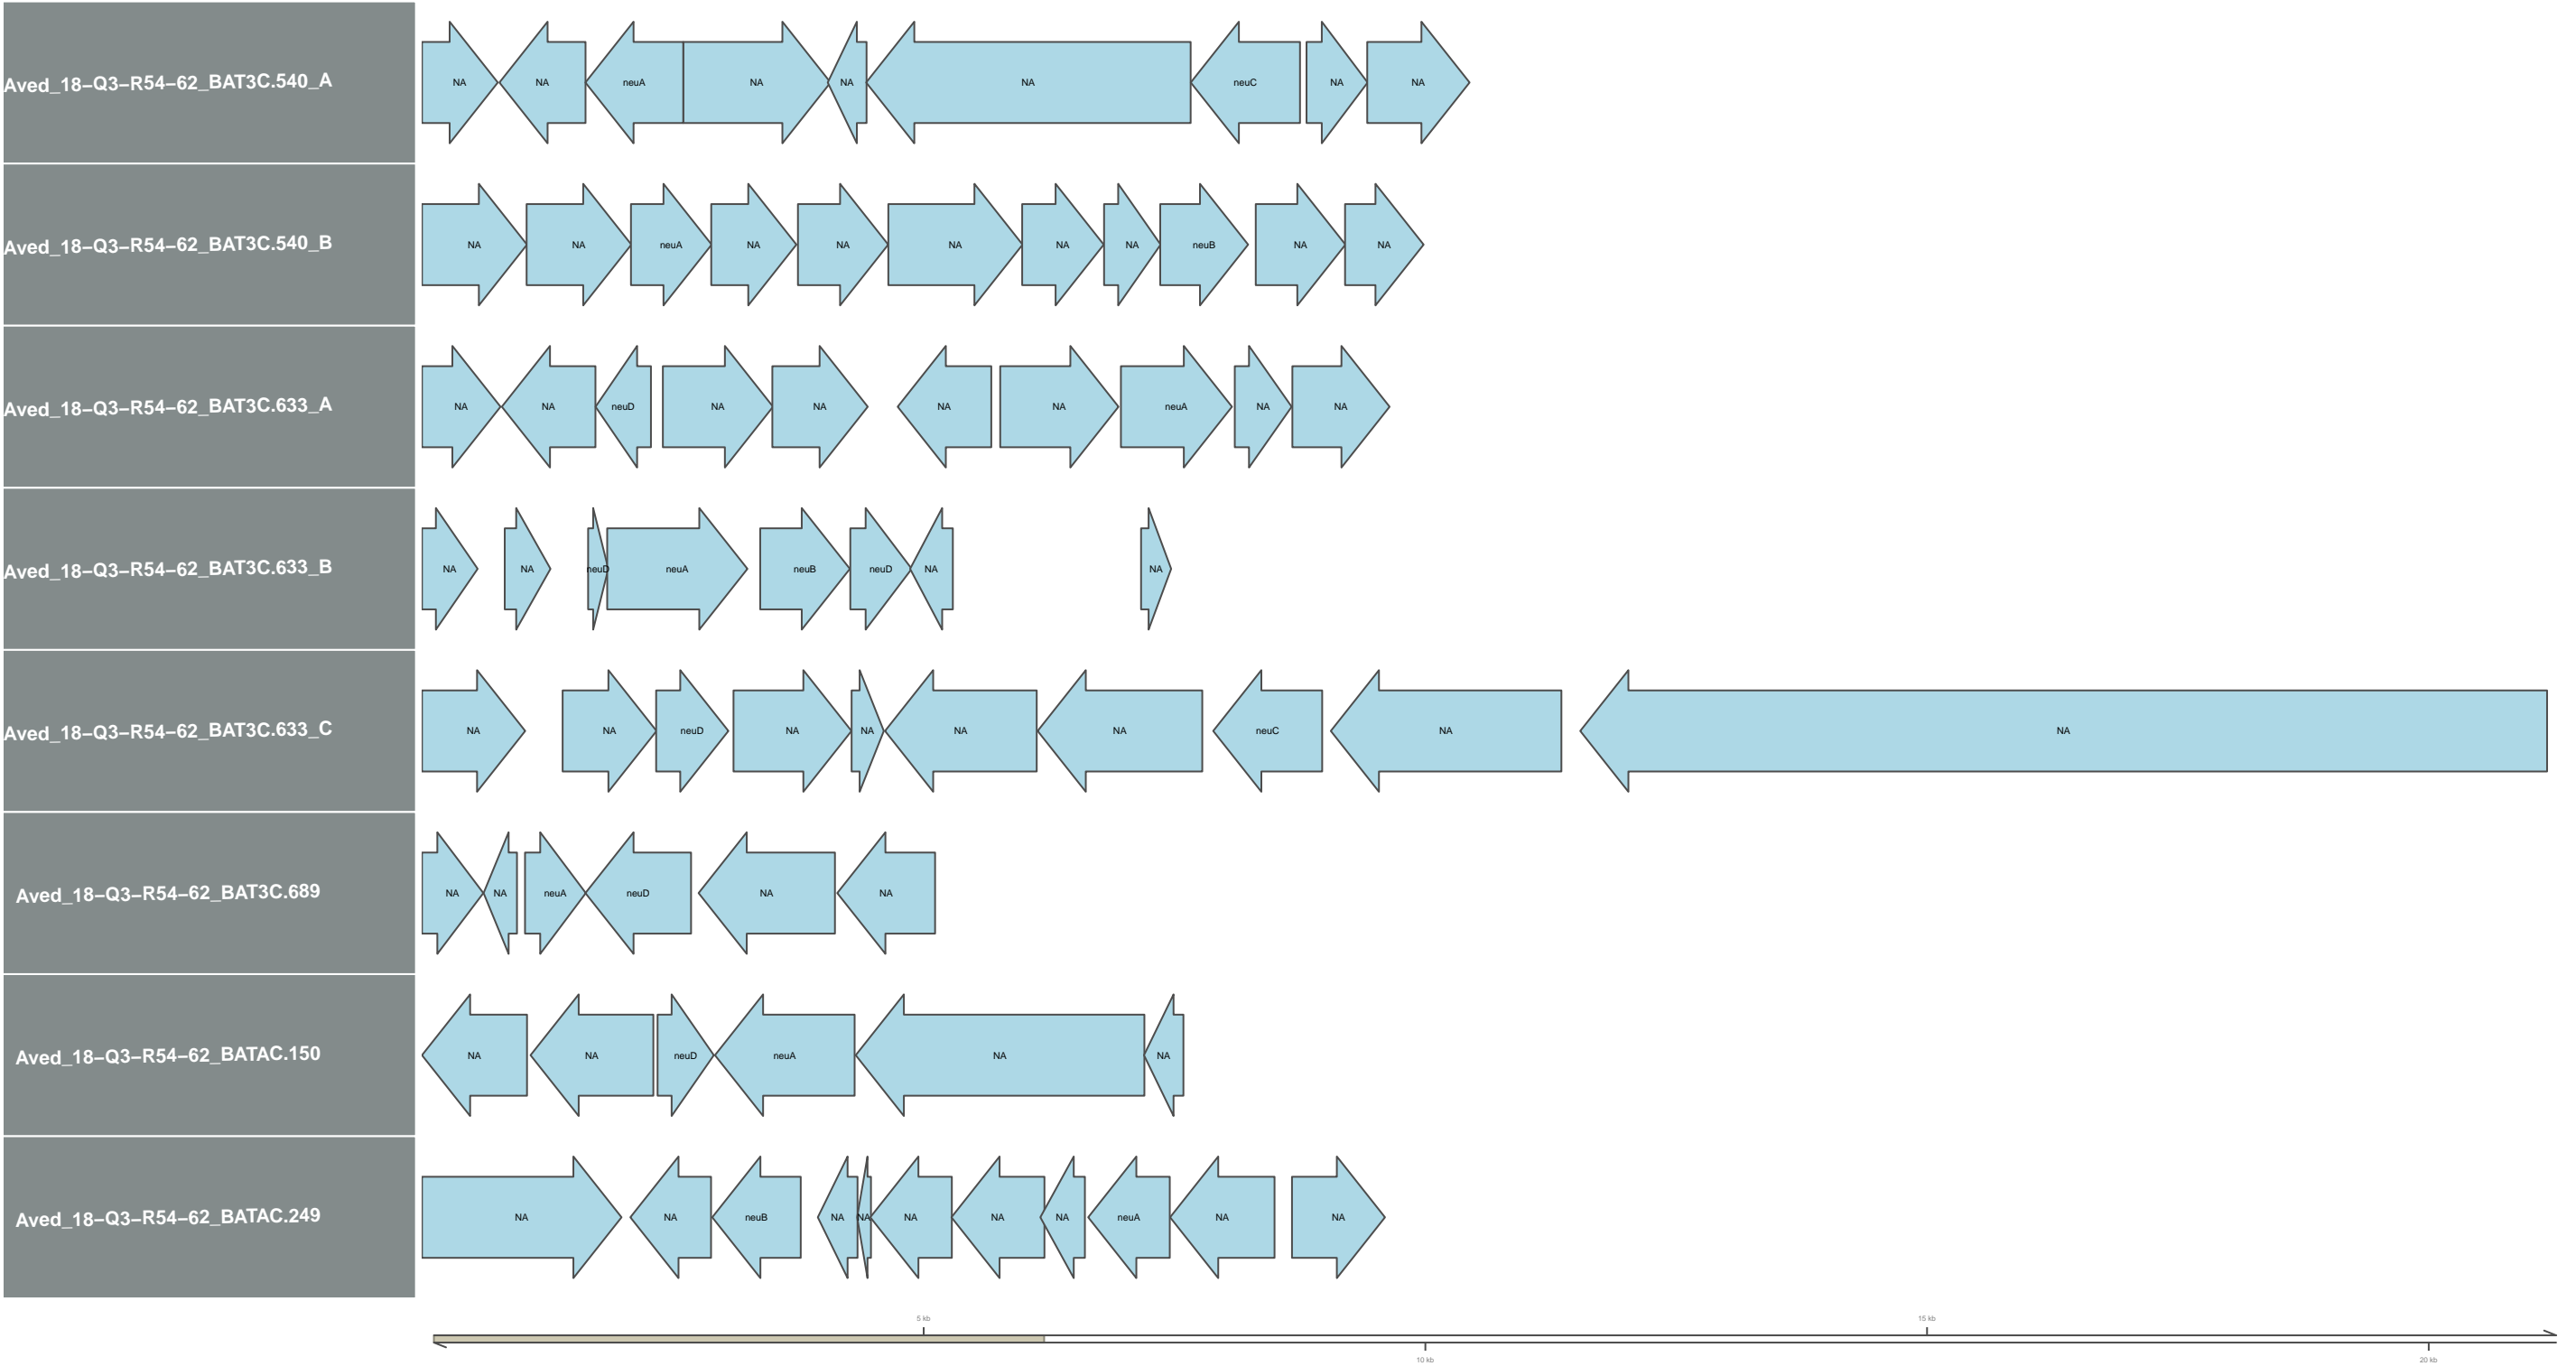 Aved_18−Q3−R54−62_BAT3C.540_A NA NA neuA NA NA NA neuC NA NA
Aved_18−Q3−R54−62_BAT3C.540_B NA NA neuA NA NA NA NA NA neuB NA NA
Aved_18−Q3−R54−62_BAT3C.633_A NA NA neuD NA NA NA NA neuA NA NA
Aved_18−Q3−R54−62_BAT3C.633_B NA NA neuD neuA neuB neuD NA NA
Aved_18−Q3−R54−62_BAT3C.633_C NA NA neuD NA NA NA NA neuC NA NA
Aved_18−Q3−R54−62_BAT3C.689 NA NA neuA neuD NA NA
Aved_18−Q3−R54−62_BATAC.150 NA NA neuD neuA NA NA
Aved_18−Q3−R54−62_BATAC.249 NA NA neuB NA NA NA NA NA neuA NA NA
5 kb 15 kb
10 kb 20 kb